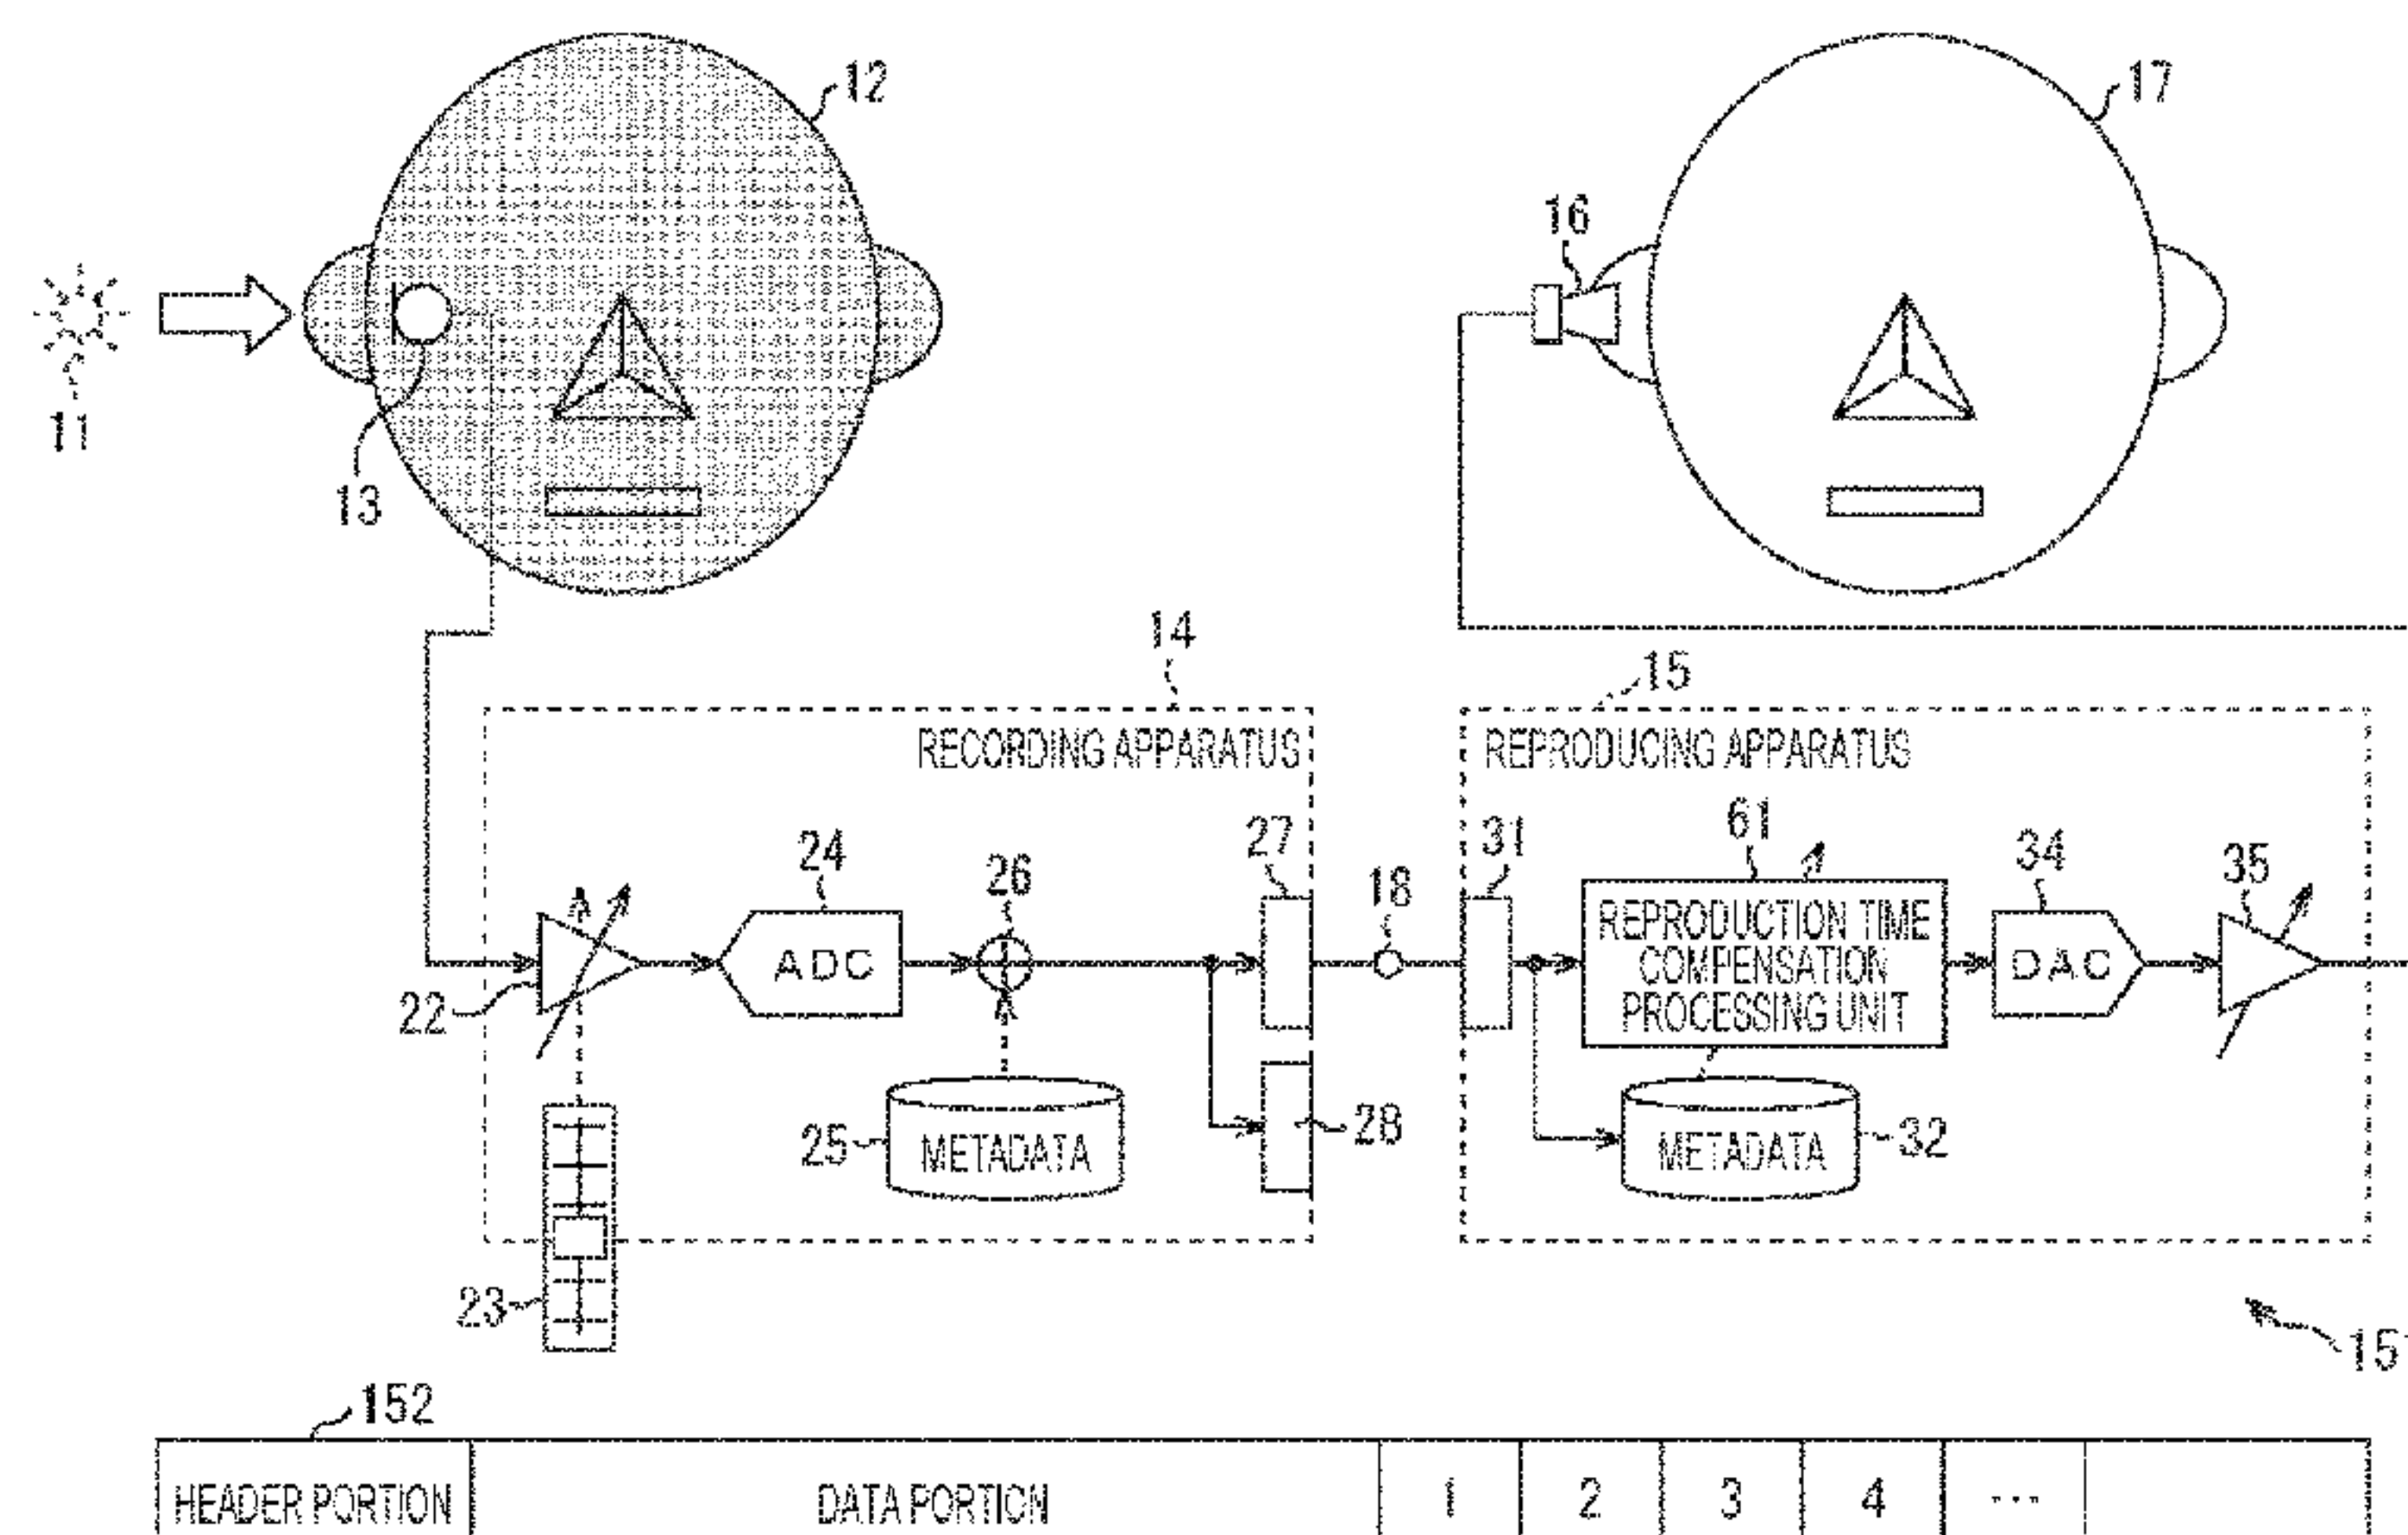 12
17
16
11
13
14
15
RECORDING APPARATUS
REPRODUCING APPARATUS
24
26
27
18
31
61
34
35
22
ADC
REPRODUCTION TIME
COMPENSATION
PROCESSING UNIT
DAC
25
METADATA
28
METADATA
32
23
152
HEADER PORTION
DATA PORTION
1
2
3
4
...